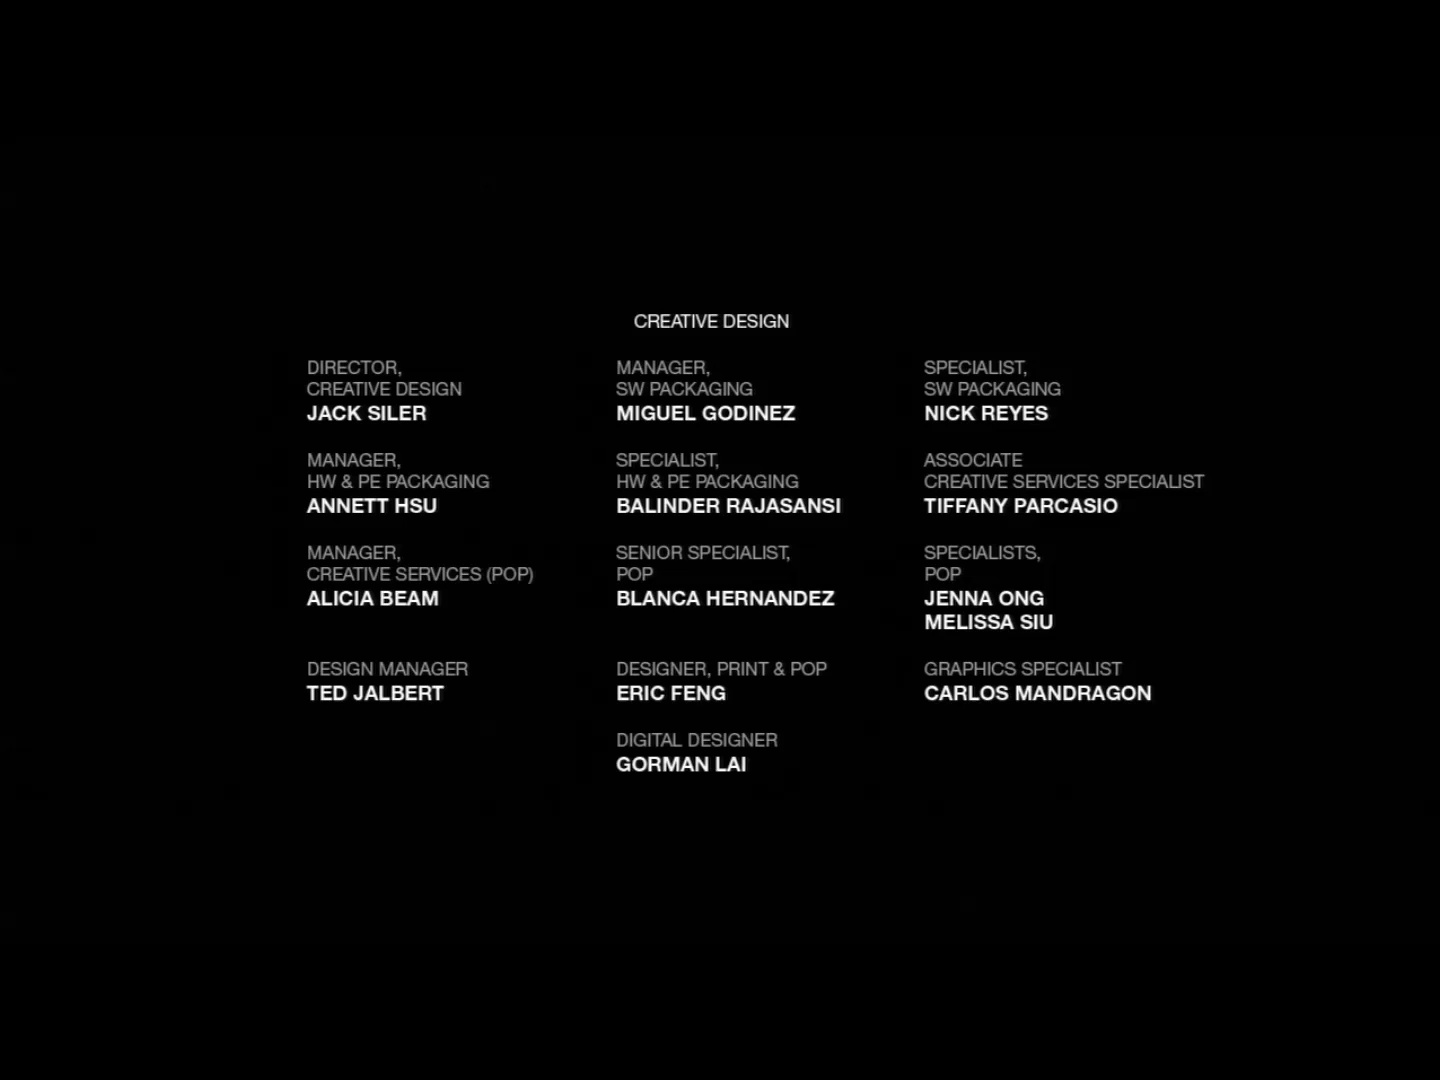 CREATIVE DESIGN
DIRECTOR,
CREATIVE DESIGN
JACK SILER
MANAGER,
SW PACKAGING
MIGUEL GODINEZ
SPECIALIST,
SW PACKAGING
NICK REYES
MANAGER,
HW & PE PACKAGING
ANNETT HSU
SPECIALIST,
HW & PE PACKAGING
BALINDER RAJASANSI
ASSOCIATE
CREATIVE SERVICES SPECIALIST
TIFFANY PARCASIO
MANAGER,
CREATIVE SERVICES (POP)
ALICIA BEAM
SENIOR SPECIALIST,
POP
BLANCA HERNANDEZ
SPECIALISTS,
POP
JENNA ONG
MELISSA SIU
DESIGN MANAGER
TED JALBERT
DESIGNER, PRINT & POP
ERIC FENG
GRAPHICS SPECIALIST
CARLOS MANDRAGON
DIGITAL DESIGNER
GORMAN LAI